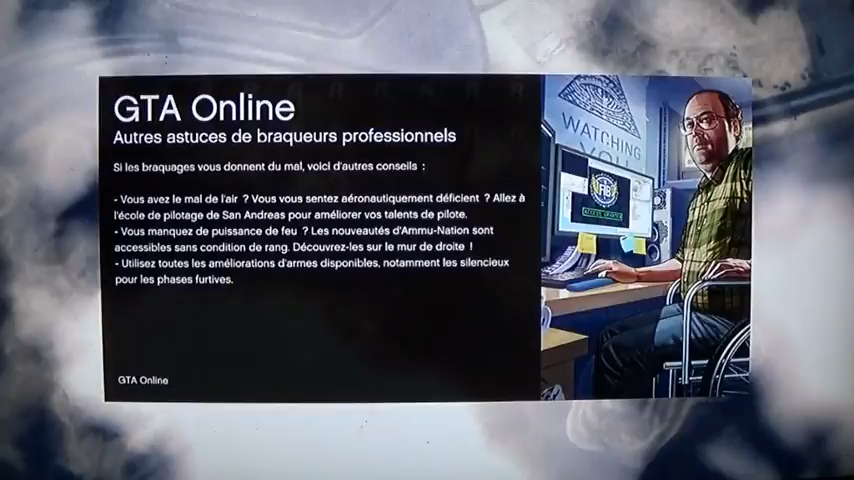 GTA Online
Autres astuces de braqueurs professionnels
Si les braquages vous donnent du mal, voici d'autres conseils :
- Vous avez le mal de l'air ? Vous vous sentez aéronautiquement déficient ? Allez à
l'école de pilotage de San Andreas pour améliorer vos talents de pilote.
- Vous manquez de puissance de feu ? Les nouveautés d'Ammu-Nation sont
accessibles sans condition de rang. Découvrez-les sur le mur de droite !
- Utilisez toutes les améliorations d'armes disponibles, notamment les silencieux
pour les phases furtives.
GTA Online
WATCHING
YOU
FIB
ACCESS GRANTED